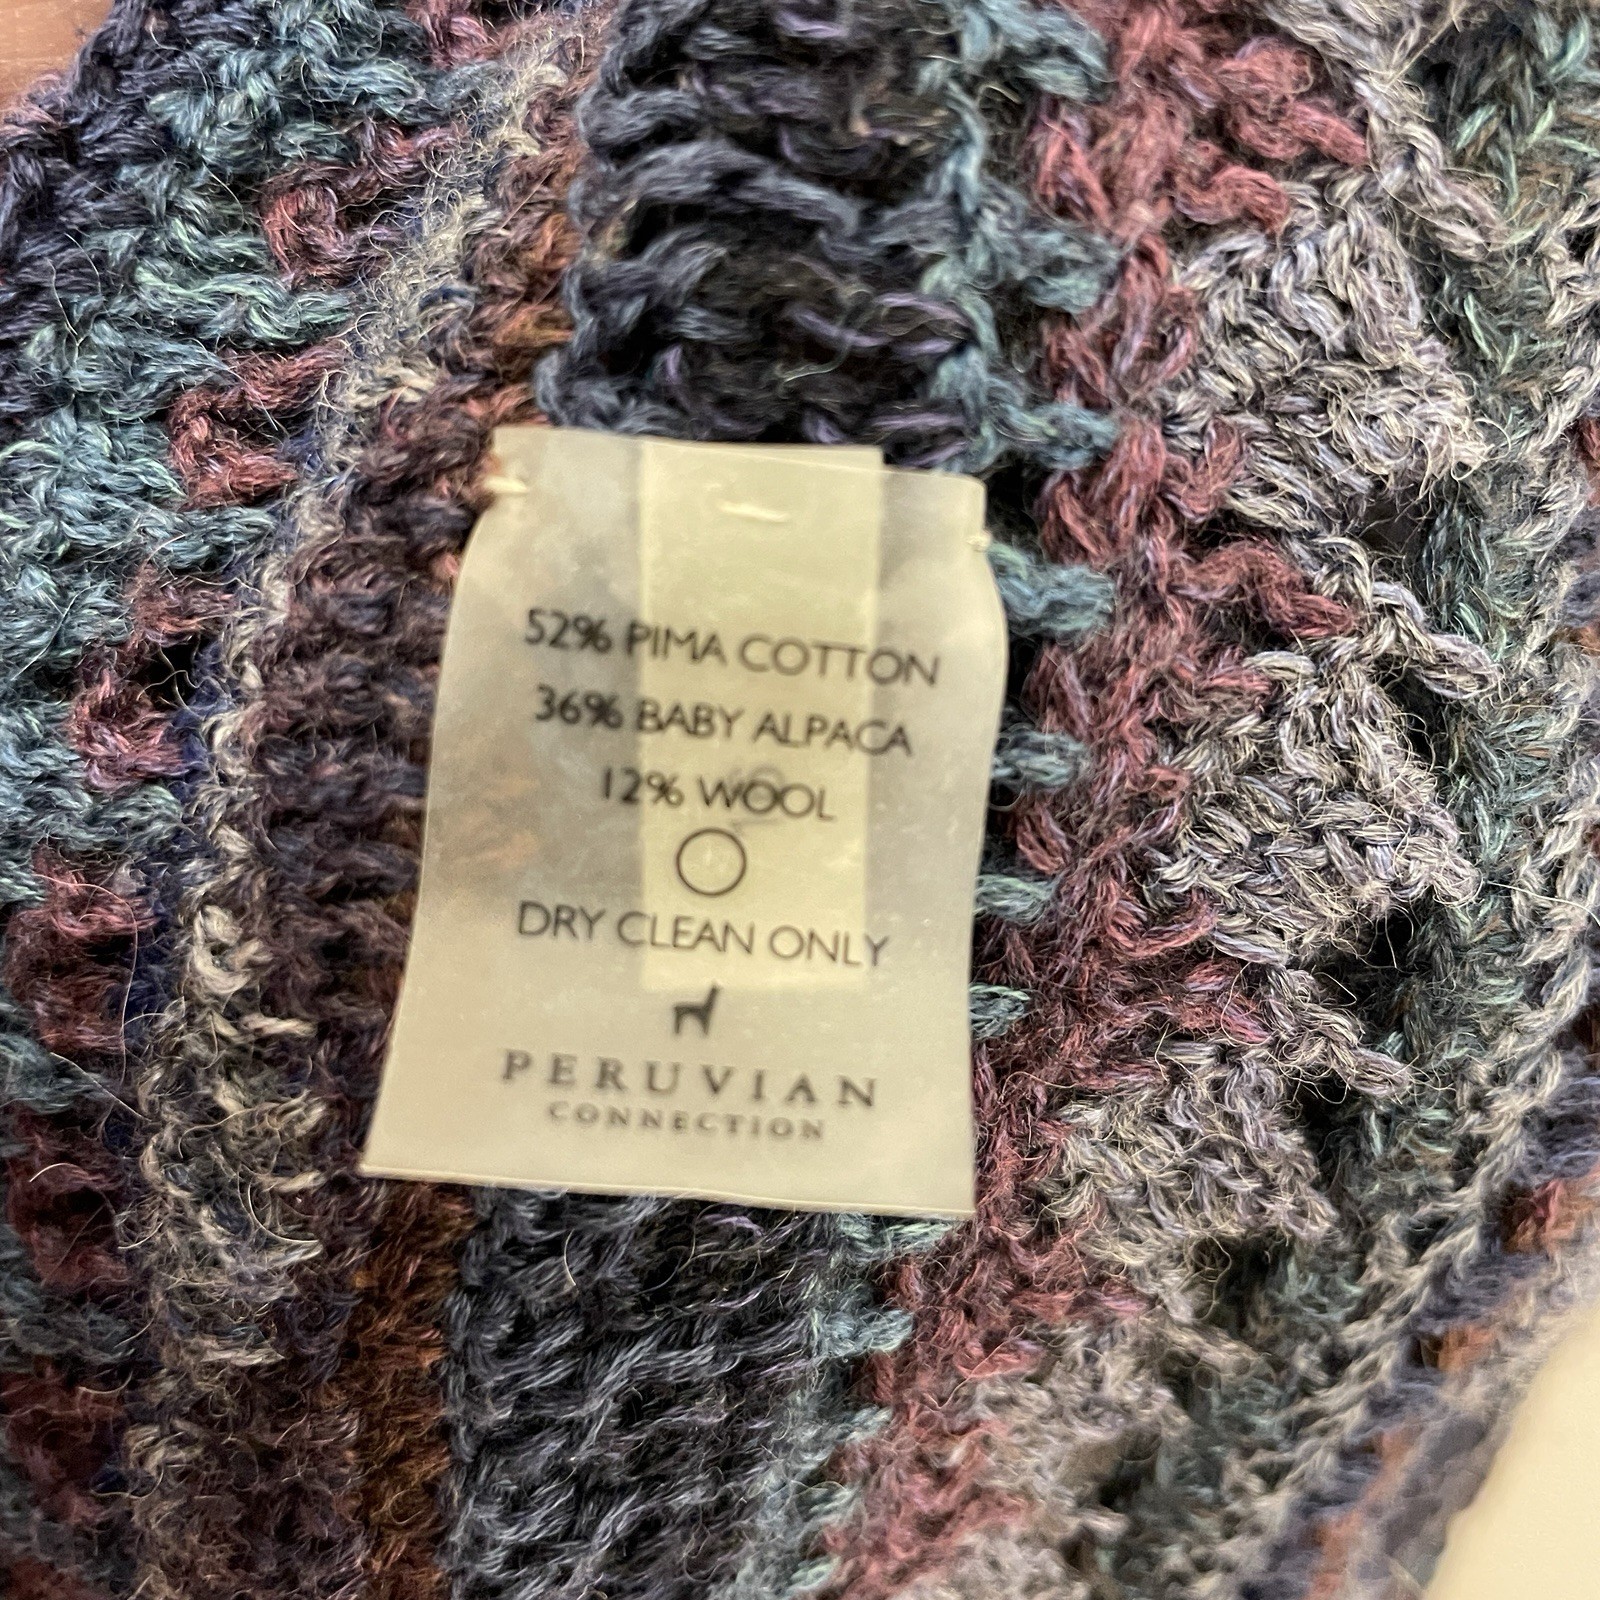 52% PIMA COTTON
36% BABY ALPACA
12% WOOL
DRY CLEAN ONLY
PERUVIAN
CONNECTION